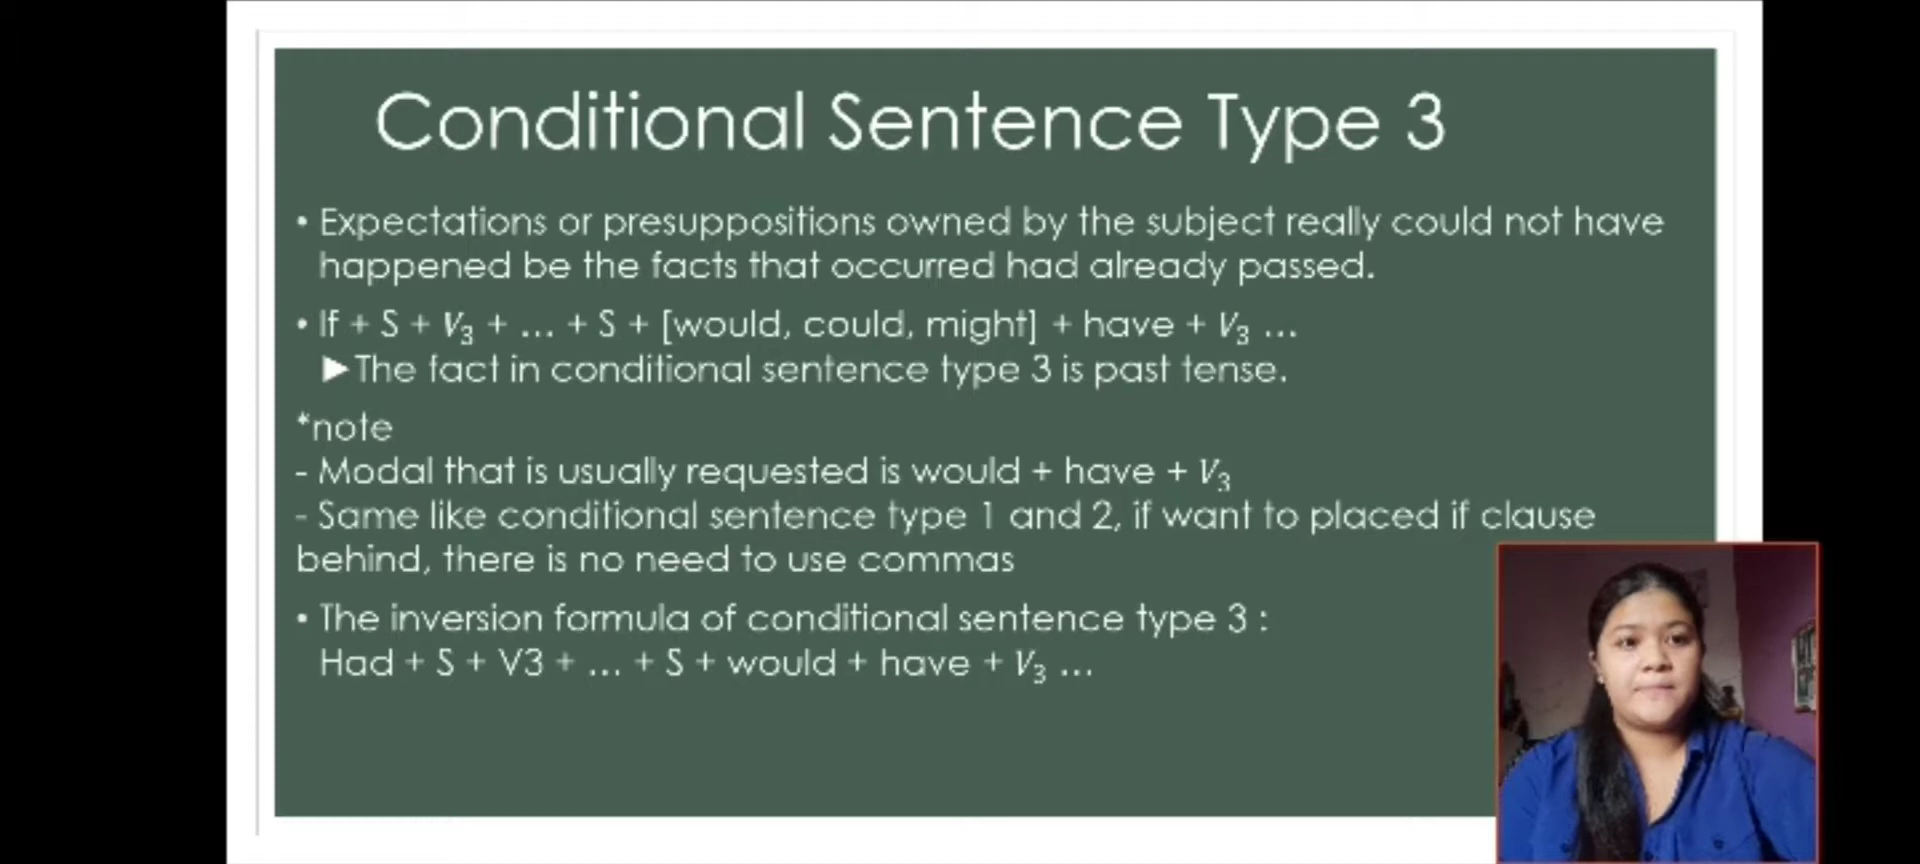 Conditional Sentence Type 3
• Expectations or presuppositions owned by the subject really could not have
happened be the facts that occurred had already passed.
• If + S + V₃ + ... + S + [would, could, might] + have + V₃ ...
▶The fact in conditional sentence type 3 is past tense.
*note
- Modal that is usually requested is would + have + V₃
- Same like conditional sentence type 1 and 2, if want to placed if clause
behind, there is no need to use commas
• The inversion formula of conditional sentence type 3 :
Had + S + V3 + ... + S + would + have + V₃ ...